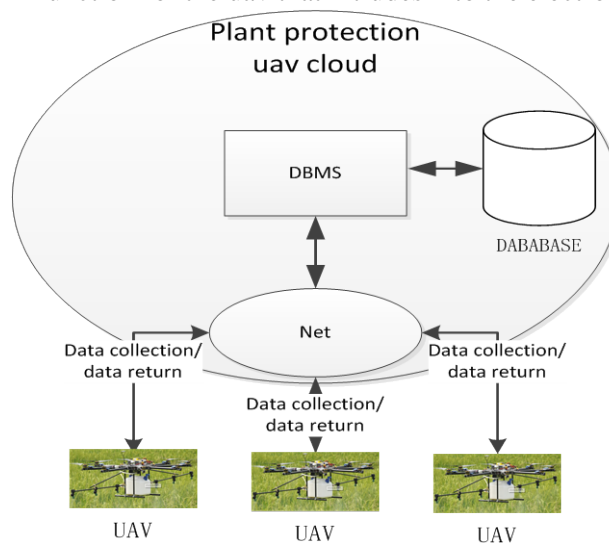 Plant protection
uav cloud
DBMS
DABABASE
Net
Data collection/
data return
Data collection/
data return
Data collection/
data return
UAV
UAV
UAV